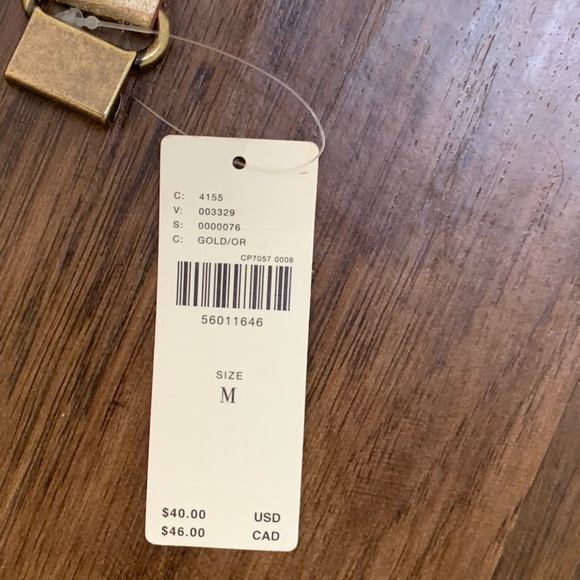 C: 4155
V: 003329
S: 0000076
C: GOLD/OR
CP7057 0008
56011646
SIZE
M
$40.00 USD
$46.00 CAD